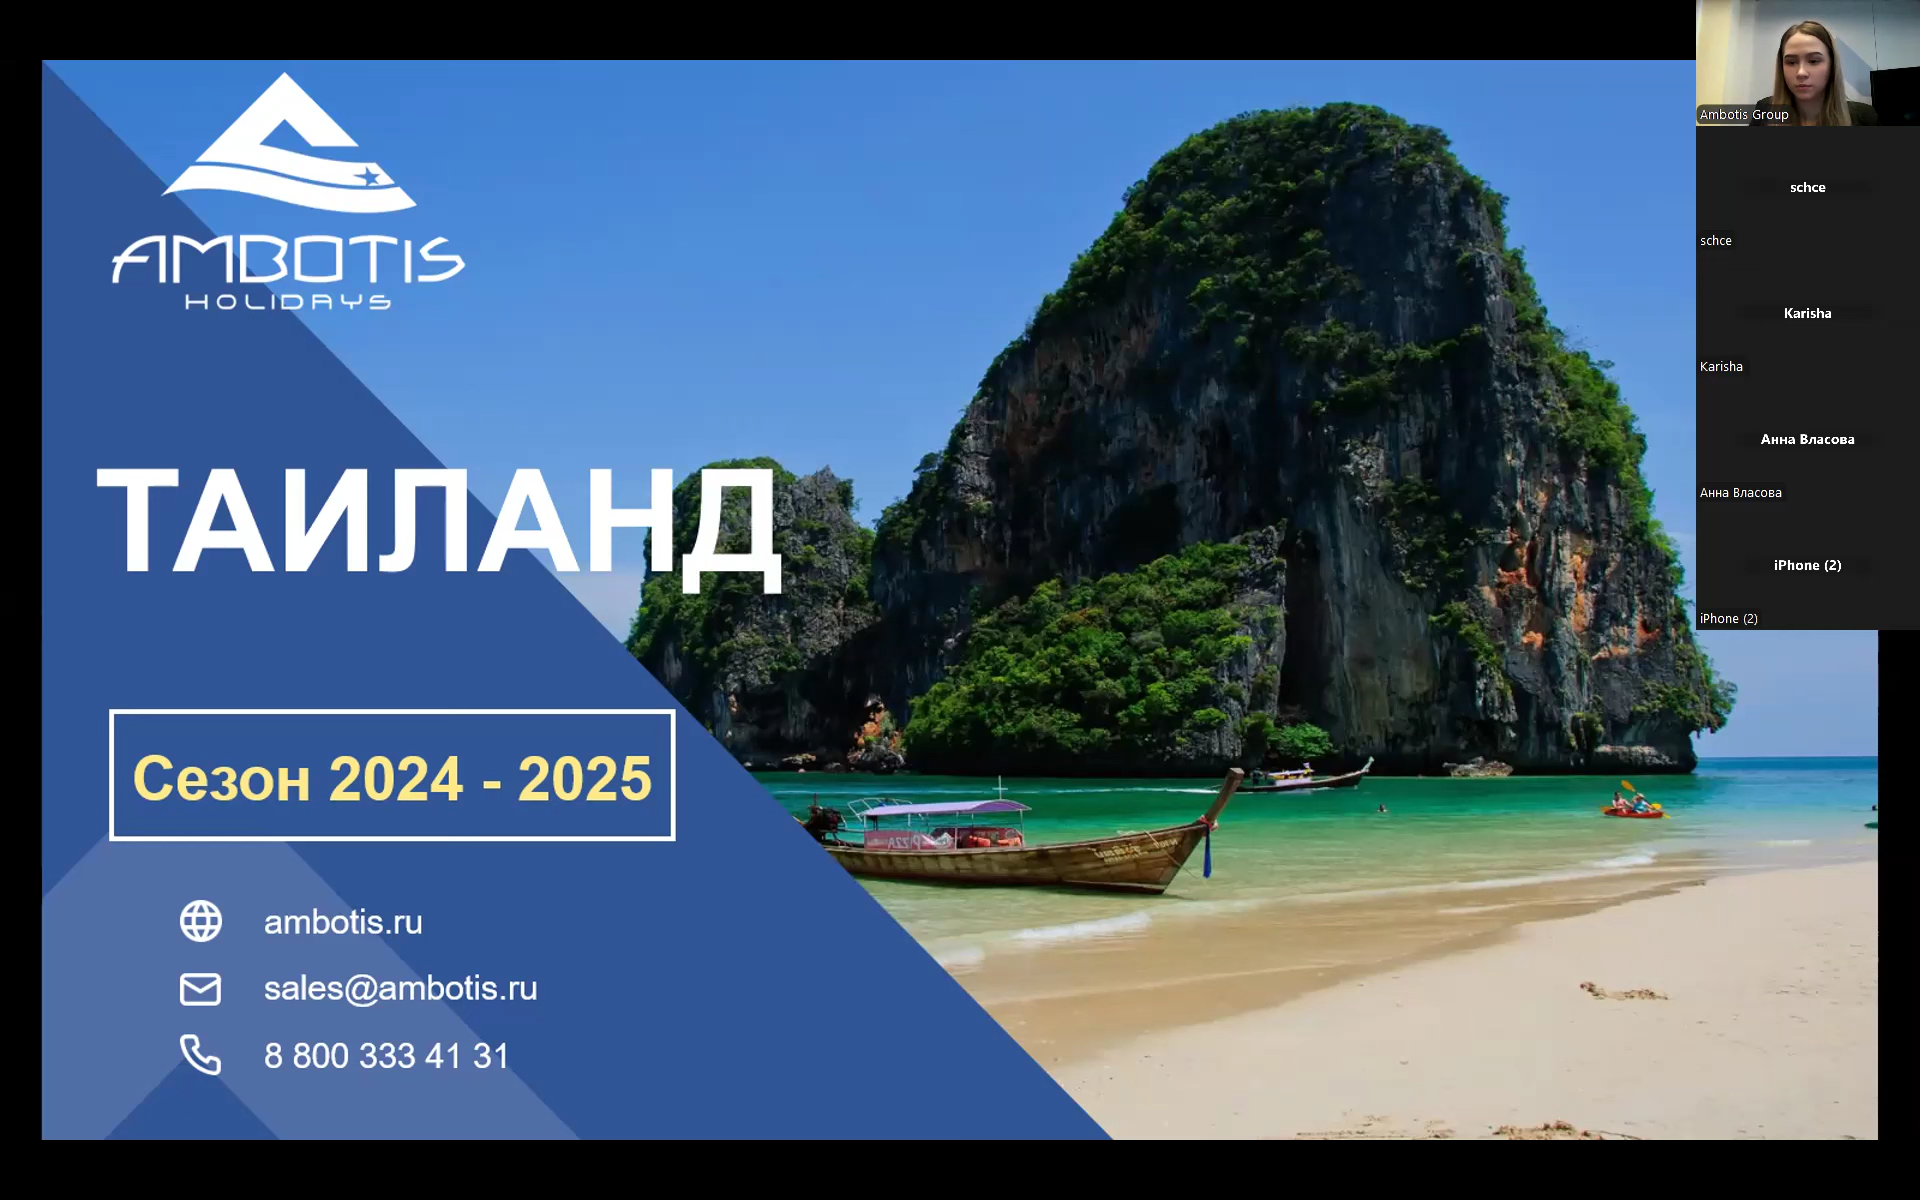 AMBOTIS
HOLIDAYS
ТАИЛАНД
Сезон 2024 - 2025
ambotis.ru
sales@ambotis.ru
8 800 333 41 31
Ambotis Group
schce
schce
Karisha
Karisha
Анна Власова
Анна Власова
iPhone (2)
iPhone (2)